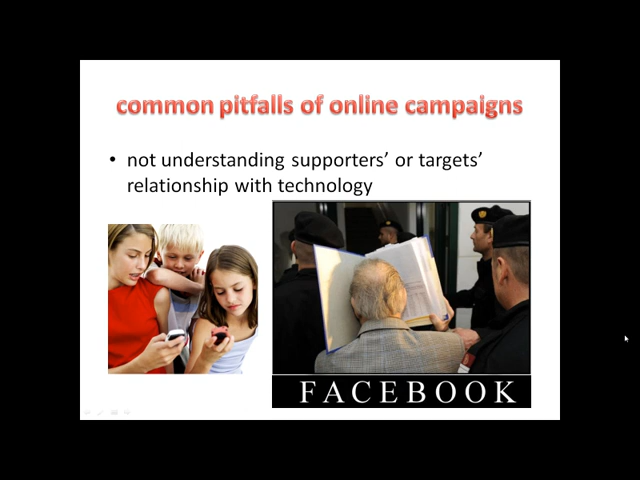 common pitfalls of online campaigns
• not understanding supporters’ or targets’
relationship with technology
FACEBOOK